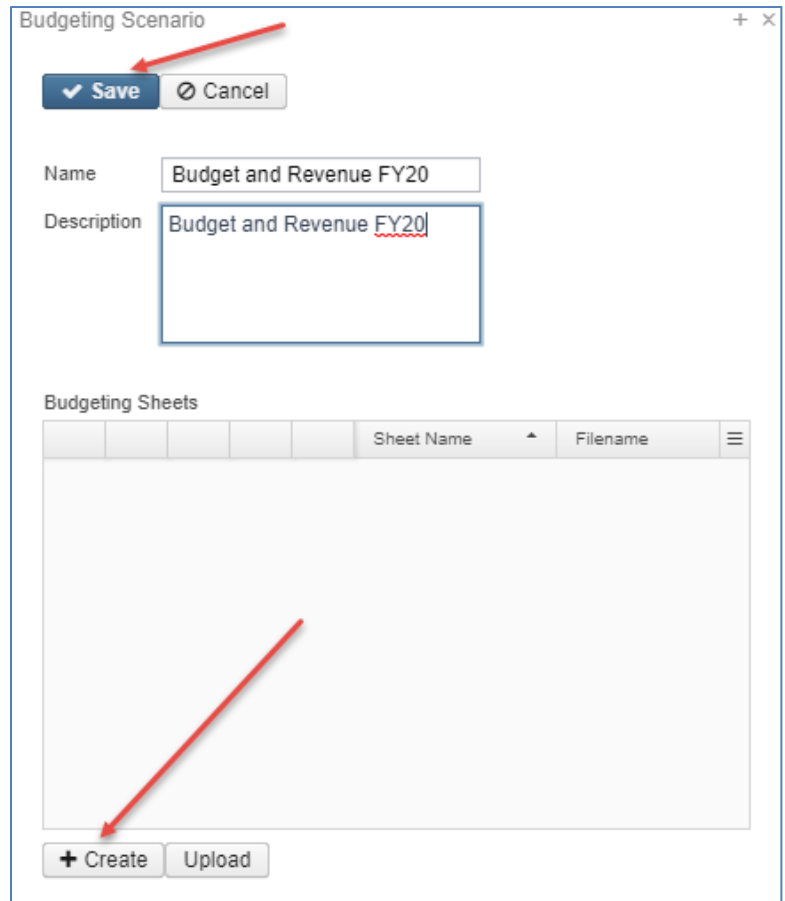 Budgeting Scenario
Save Cancel
Name Budget and Revenue FY20
Description Budget and Revenue FY20
Budgeting Sheets
Sheet Name Filename
+ Create Upload